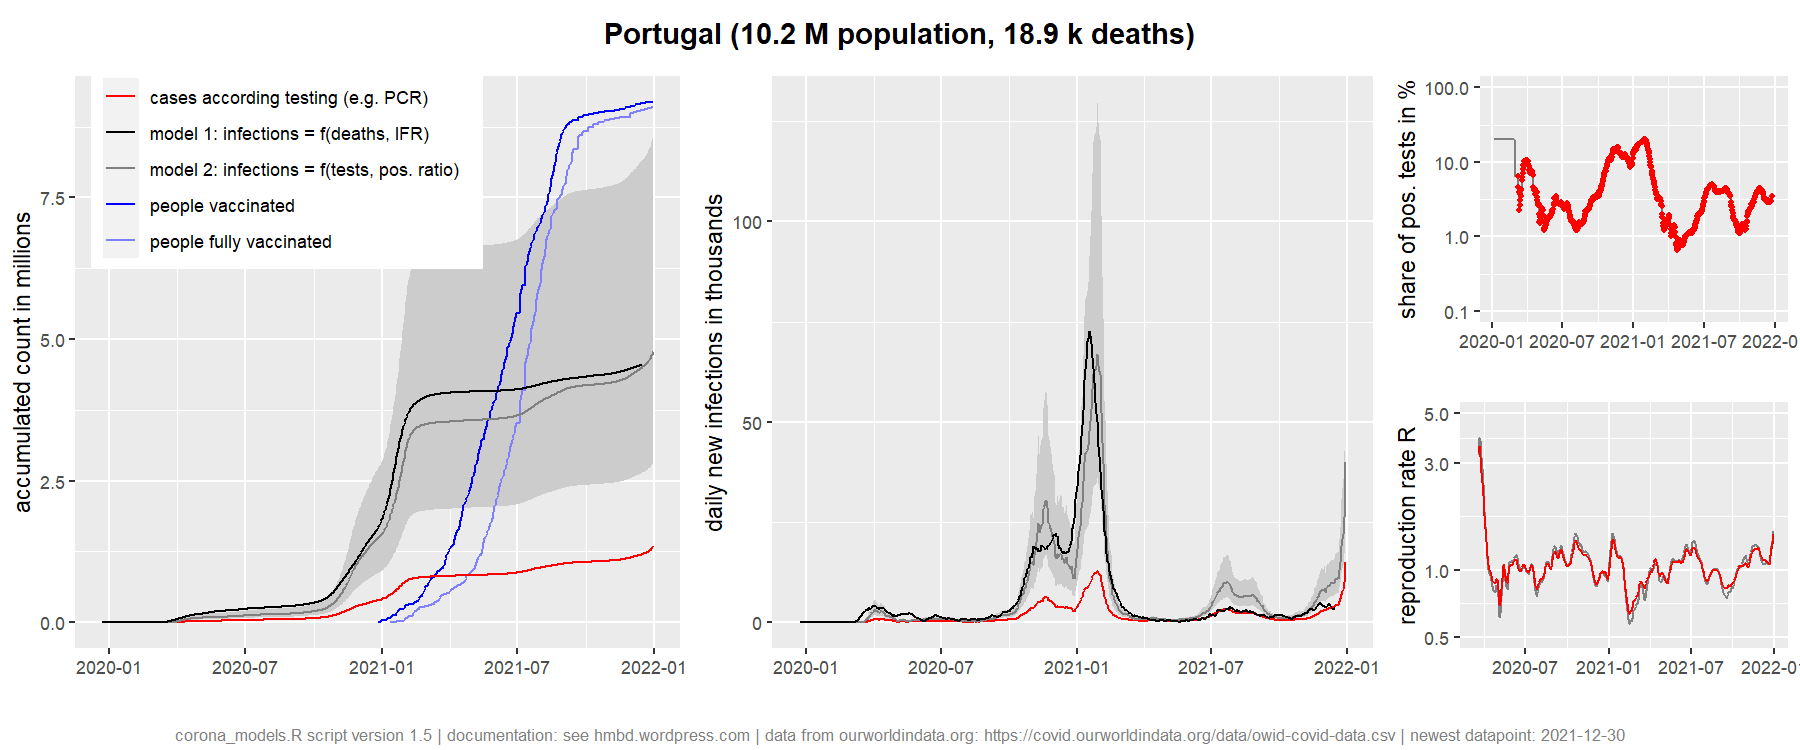 Portugal (10.2 M population, 18.9 k deaths)
cases according testing (e.g. PCR)
model 1: infections = f(deaths, IFR)
model 2: infections = f(tests, pos. ratio)
people vaccinated
people fully vaccinated
accumulated count in millions
7.5
5.0
2.5
0.0
2020-01 2020-07 2021-01 2021-07 2022-01
daily new infections in thousands
100
50
0
2020-01 2020-07 2021-01 2021-07 2022-01
share of pos. tests in %
100.0
10.0
1.0
0.1
2020-01 2020-07 2021-01 2021-07 2022-0
reproduction rate R
5.0
3.0
1.0
0.5
2020-07 2021-01 2021-07 2022-0
corona_models.R script version 1.5 | documentation: see hmbd.wordpress.com | data from ourworldindata.org: https://covid.ourworldindata.org/data/owid-covid-data.csv | newest datapoint: 2021-12-30